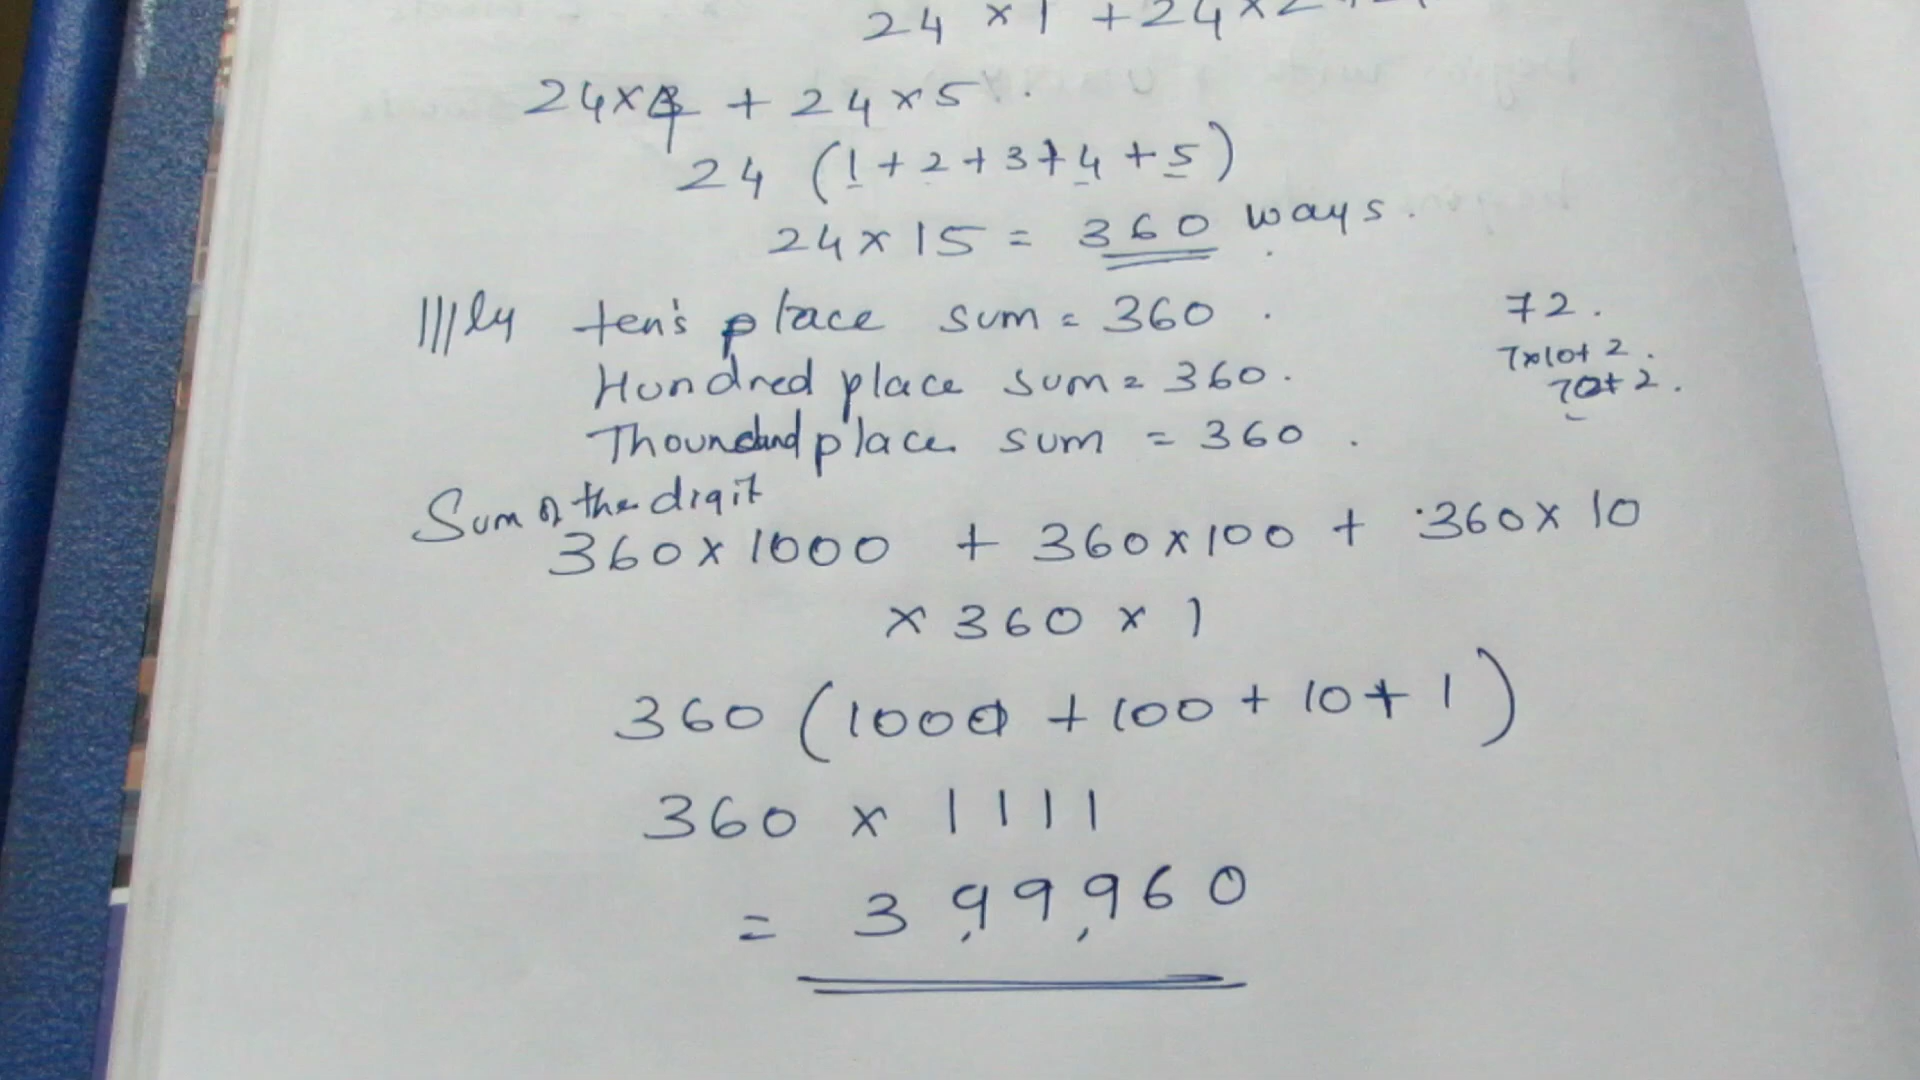 24 × 1 + 24 × 2 +
24×4 + 24×5.
24 (1+2+3+4+5)
24×15 = 360 ways.
|||ly ten's place sum = 360.
Hundred place sum = 360.
place sum = 360.
72.
7×10+2.
70+2.
Sum of the digit
360×1000 + 360×100 + 360×10
× 360 × 1
360 (1000 + 100 + 10 + 1)
360 × 1111
= 3,99,960